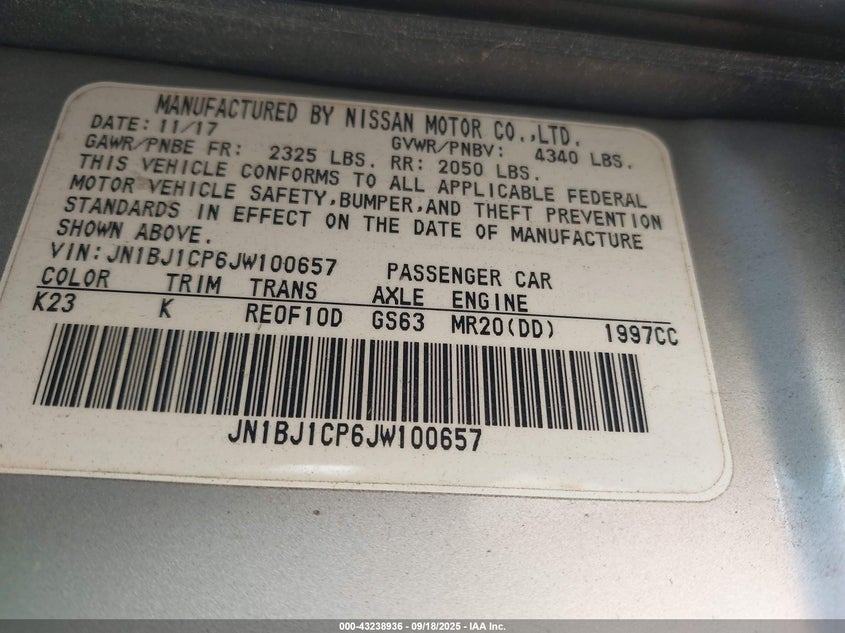 MANUFACTURED BY NISSAN MOTOR CO.,LTD.
DATE: 11/17 GVWR/PNBV: 4340 LBS.
GAWR/PNBE FR: 2325 LBS. RR: 2050 LBS.
THIS VEHICLE CONFORMS TO ALL APPLICABLE FEDERAL
MOTOR VEHICLE SAFETY,BUMPER,AND THEFT PREVENTION
STANDARDS IN EFFECT ON THE DATE OF MANUFACTURE
SHOWN ABOVE.
VIN:JN1BJ1CP6JW100657 PASSENGER CAR
COLOR TRIM TRANS AXLE ENGINE
K23 K RE0F10D GS63 MR20(DD) 1997CC
JN1BJ1CP6JW100657
000-43238936 - 09/18/2025 - IAA Inc.